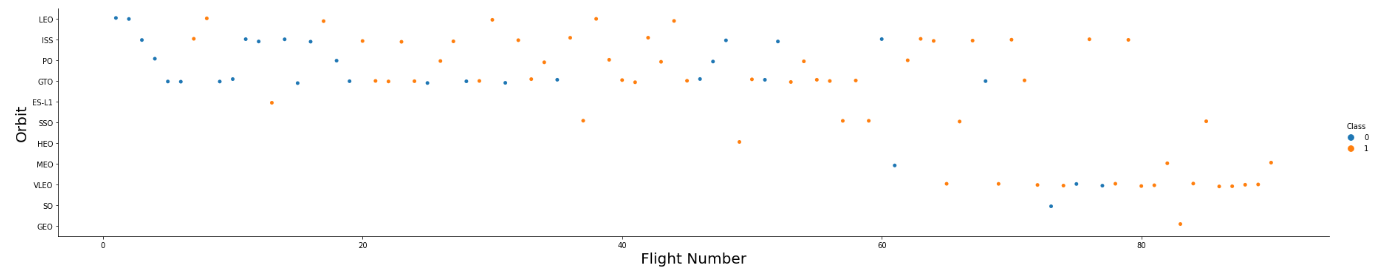 LEO
ISS
PO
GTO
ES-L1
SSO
HEO
MEO
VLEO
SO
GEO
Orbit
0
20
40
60
80
Flight Number
Class
0
1